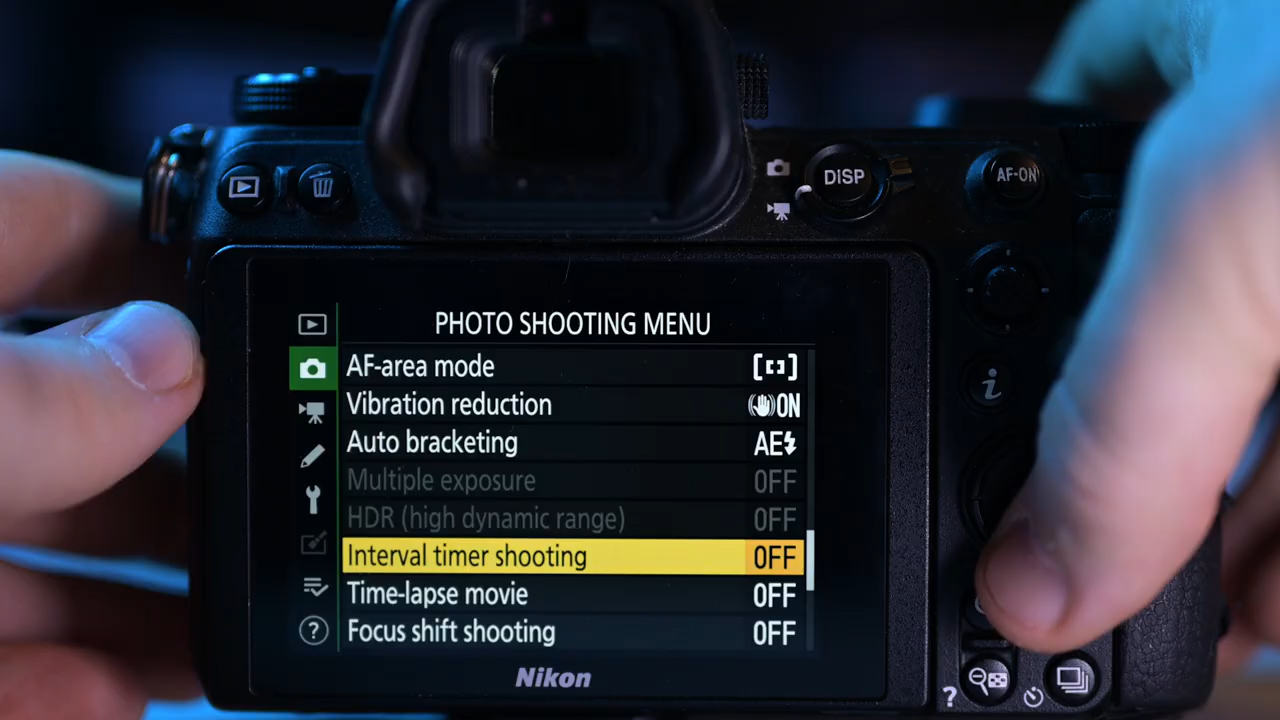 DISP
AF-ON
i
PHOTO SHOOTING MENU
AF-area mode
Vibration reduction ON
Auto bracketing AE
Multiple exposure OFF
HDR (high dynamic range) OFF
Interval timer shooting OFF
Time-lapse movie OFF
Focus shift shooting OFF
?
Nikon
?